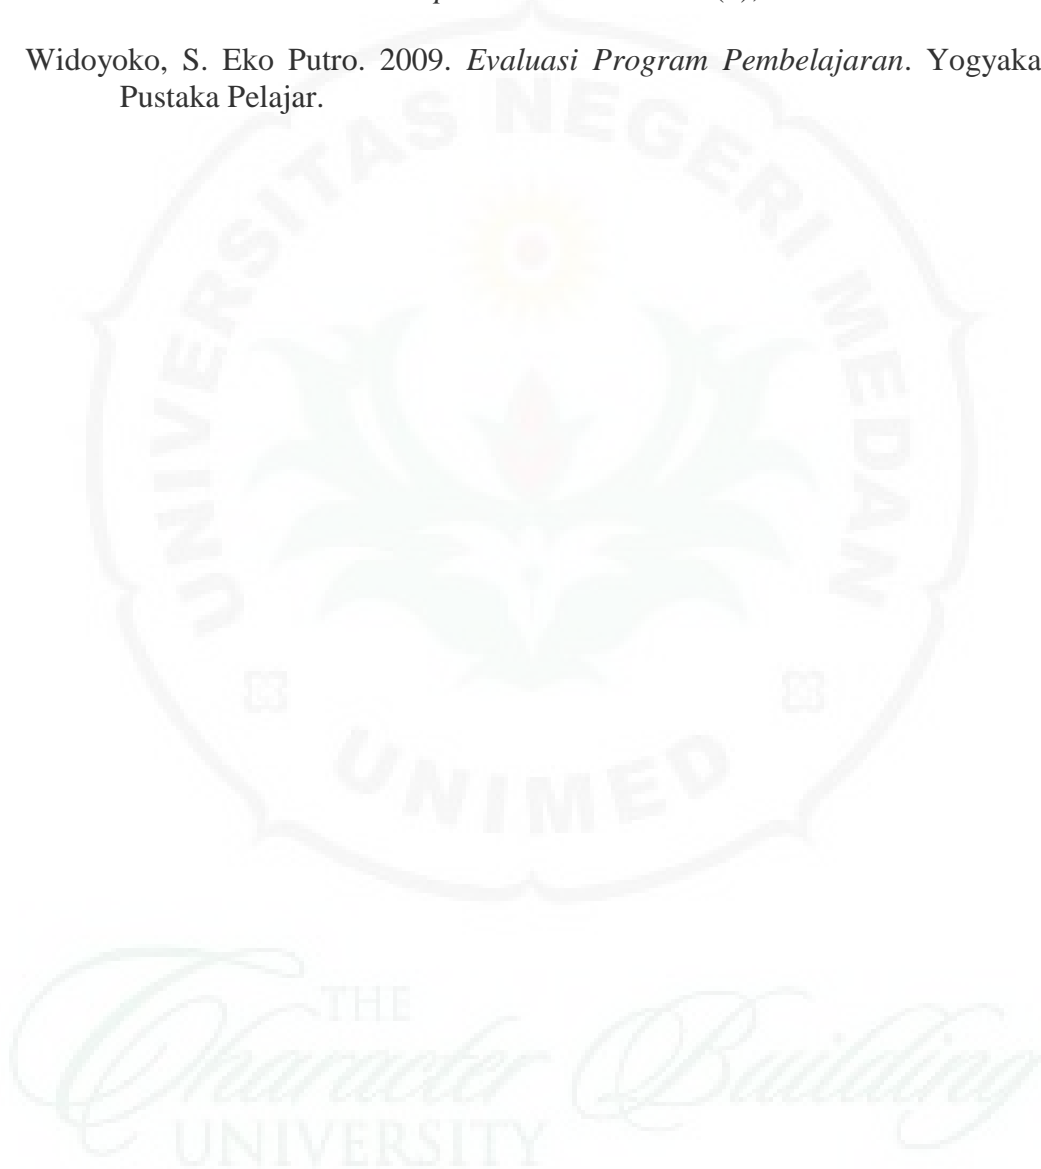 Widoyoko, S. Eko Putro. 2009. Evaluasi Program Pembelajaran. Yogyaka
Pustaka Pelajar.
UNIVERSITAS NEGERI MEDAN
UNIMED
THE
Character Building
UNIVERSITY